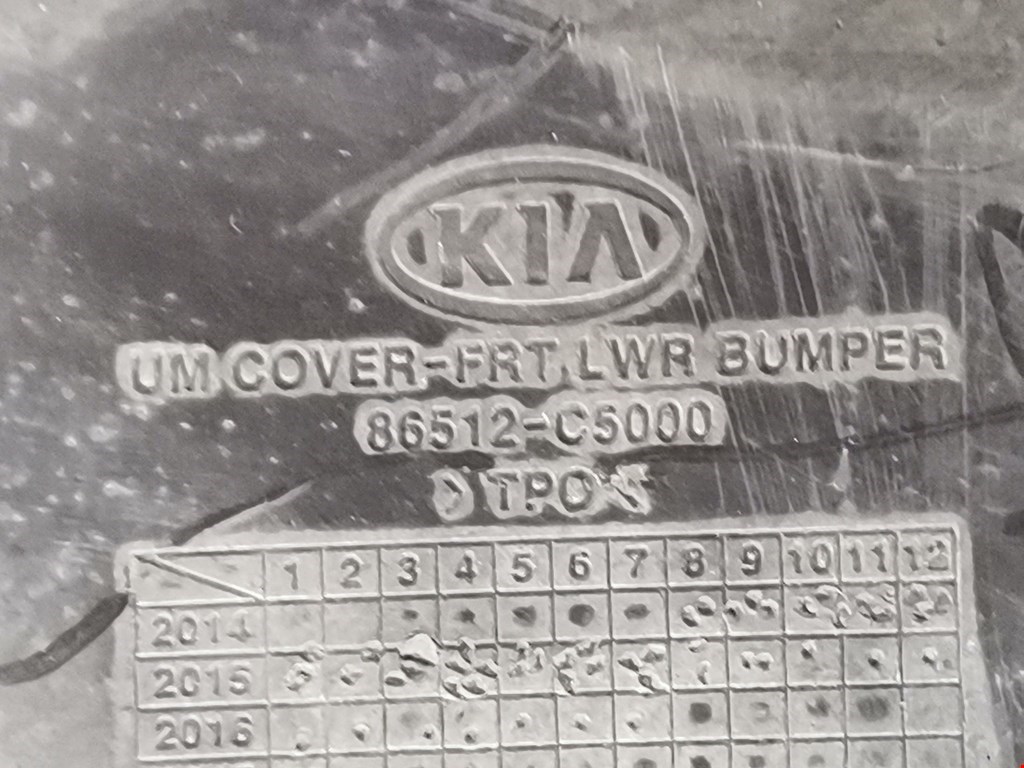 KIA
UM COVER-FRT,LWR BUMPER
86512-C5000
>TPO<
1 2 3 4 5 6 7 8 9 10 11 12
2014
2015
2016